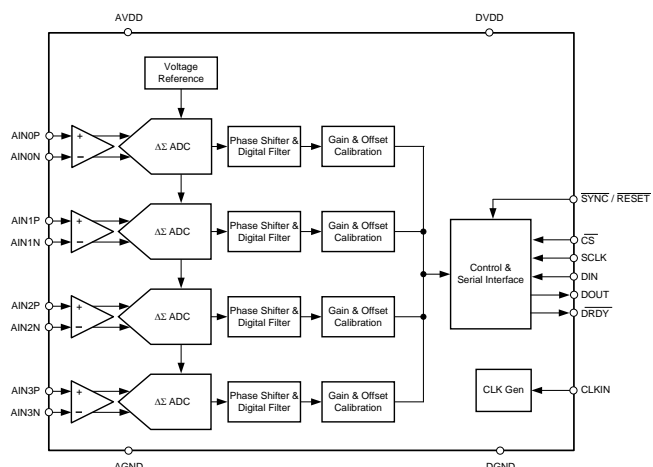 AVDD
DVDD
Voltage
Reference
AIN0P
AIN0N
+
−
ΔΣ ADC
Phase Shifter &
Digital Filter
Gain & Offset
Calibration
AIN1P
AIN1N
+
−
ΔΣ ADC
Phase Shifter &
Digital Filter
Gain & Offset
Calibration
AIN2P
AIN2N
+
−
ΔΣ ADC
Phase Shifter &
Digital Filter
Gain & Offset
Calibration
AIN3P
AIN3N
+
−
ΔΣ ADC
Phase Shifter &
Digital Filter
Gain & Offset
Calibration
Control &
Serial Interface
SYNC / RESET
CS
SCLK
DIN
DOUT
DRDY
CLK Gen
CLKIN
AGND
DGND